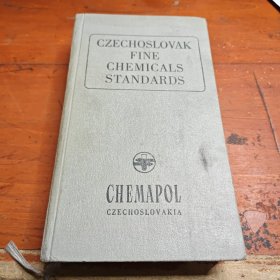 CZECHOSLOVAK
FINE
CHEMICALS
STANDARDS
CHEMAPOL
CZECHOSLOVAKIA